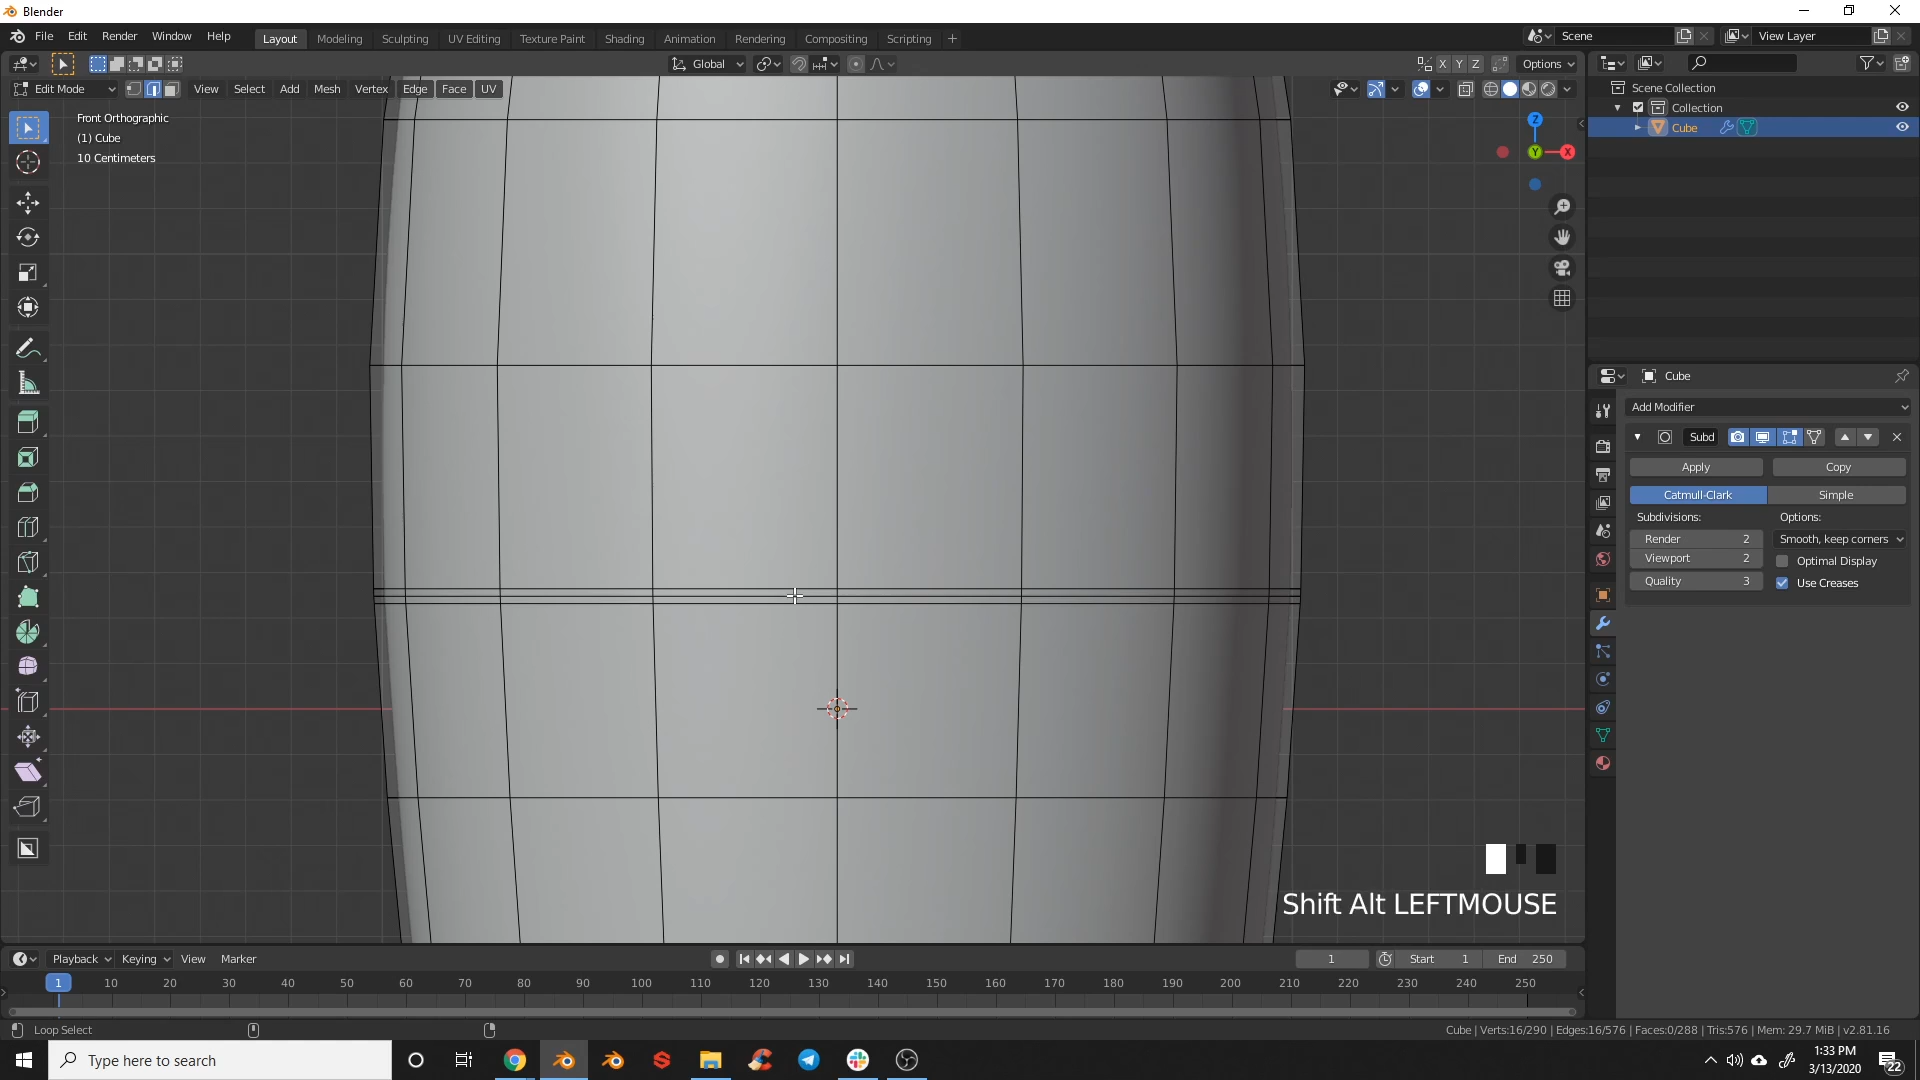 Blender
File Edit Render Window Help
Layout Modeling Sculpting UV Editing Texture Paint Shading Animation Rendering Compositing Scripting
Scene
View Layer
Global
X Y Z Options
Edit Mode View Select Add Mesh Vertex Edge Face UV
Front Orthographic
(1) Cube
10 Centimeters
Z
Y
X
Scene Collection
Collection
Cube
Cube
Add Modifier
Subd
Apply Copy
Catmull-Clark Simple
Subdivisions: Options:
Render 2 Smooth, keep corners
Viewport 2 Optimal Display
Quality 3 Use Creases
Shift Alt LEFTMOUSE
Playback Keying View Marker
1 Start 1 End 250
1 10 20 30 40 50 60 70 80 90 100 110 120 130 140 150 160 170 180 190 200 210 220 230 240 250
Loop Select
Cube | Verts:16/290 | Edges:16/576 | Faces:0/288 | Tris:576 | Mem: 29.7 MiB | v2.81.16
Type here to search
1:33 PM
3/13/2020
22